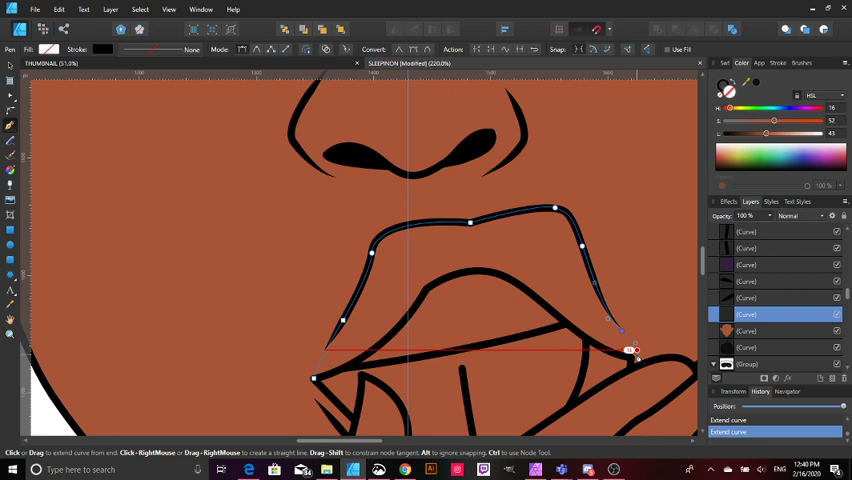 File Edit Text Layer Select View Window Help
Pen Fill: Stroke: None Mode: Convert: Action: Snap: Use Fill
THUMBNAIL (51.0%) × SLEEPINON [Modified] (220.0%) ×
Set Color App Stroke Brushes
HSL
H: 16
S: 52
L: 43
100 %
Effects Layers Styles Text Styles
Opacity: 100 % Normal
(Curve)
(Curve)
(Curve)
(Curve)
(Curve)
(Curve)
(Curve)
(Curve)
(Group)
Transform History Navigator
Position:
Extend curve
Extend curve
Click or Drag to extend curve from end. Click+RightMouse or Drag+RightMouse to create a straight line. Drag+Shift to constrain node tangent. Alt to ignore snapping. Ctrl to use Node Tool.
Type here to search
ENG
12:40 PM
2/16/2020